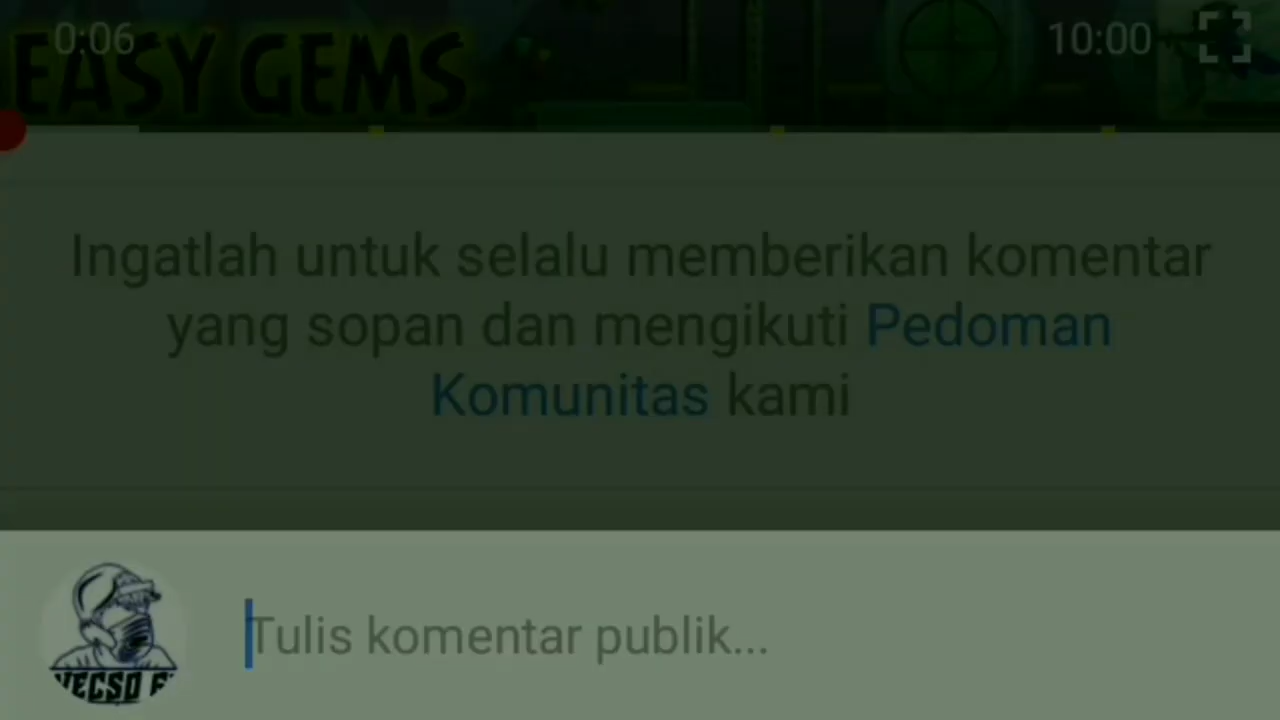 0:06
10:00
EASY GEMS
Ingatlah untuk selalu memberikan komentar
yang sopan dan mengikuti Pedoman
Komunitas kami
Tulis komentar publik...